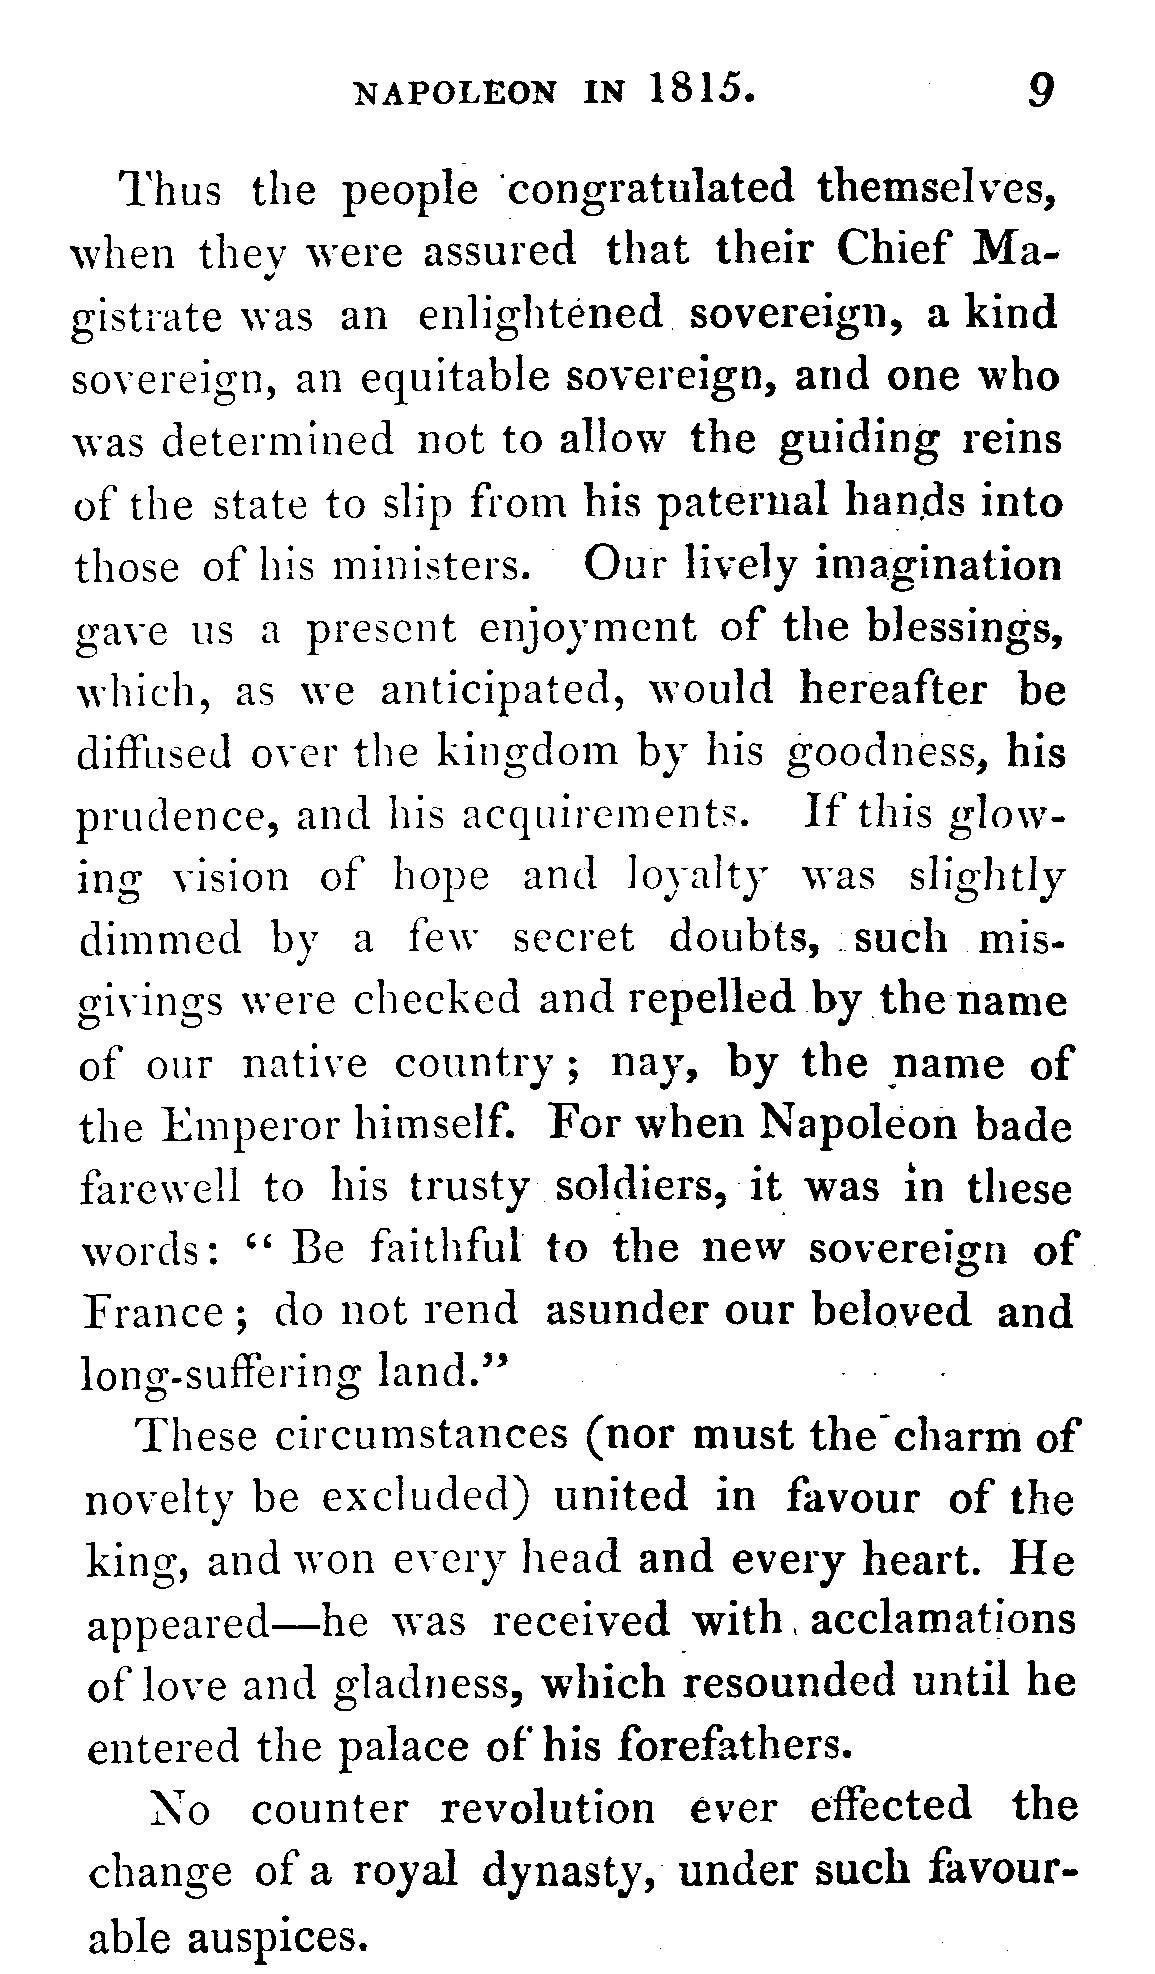 NAPOLEON IN 1815. 9
Thus the people congratulated themselves,
when they were assured that their Chief Ma-
gistrate was an enlightened sovereign, a kind
sovereign, an equitable sovereign, and one who
was determined not to allow the guiding reins
of the state to slip from his paternal hands into
those of his ministers. Our lively imagination
gave us a present enjoyment of the blessings,
which, as we anticipated, would hereafter be
diffused over the kingdom by his goodness, his
prudence, and his acquirements. If this glow-
ing vision of hope and loyalty was slightly
dimmed by a few secret doubts, such mis-
givings were checked and repelled by the name
of our native country; nay, by the name of
the Emperor himself. For when Napoleon bade
farewell to his trusty soldiers, it was in these
words: “ Be faithful to the new sovereign of
France; do not rend asunder our beloved and
long-suffering land.”
These circumstances (nor must the charm of
novelty be excluded) united in favour of the
king, and won every head and every heart. He
appeared—he was received with acclamations
of love and gladness, which resounded until he
entered the palace of his forefathers.
No counter revolution ever effected the
change of a royal dynasty, under such favour-
able auspices.